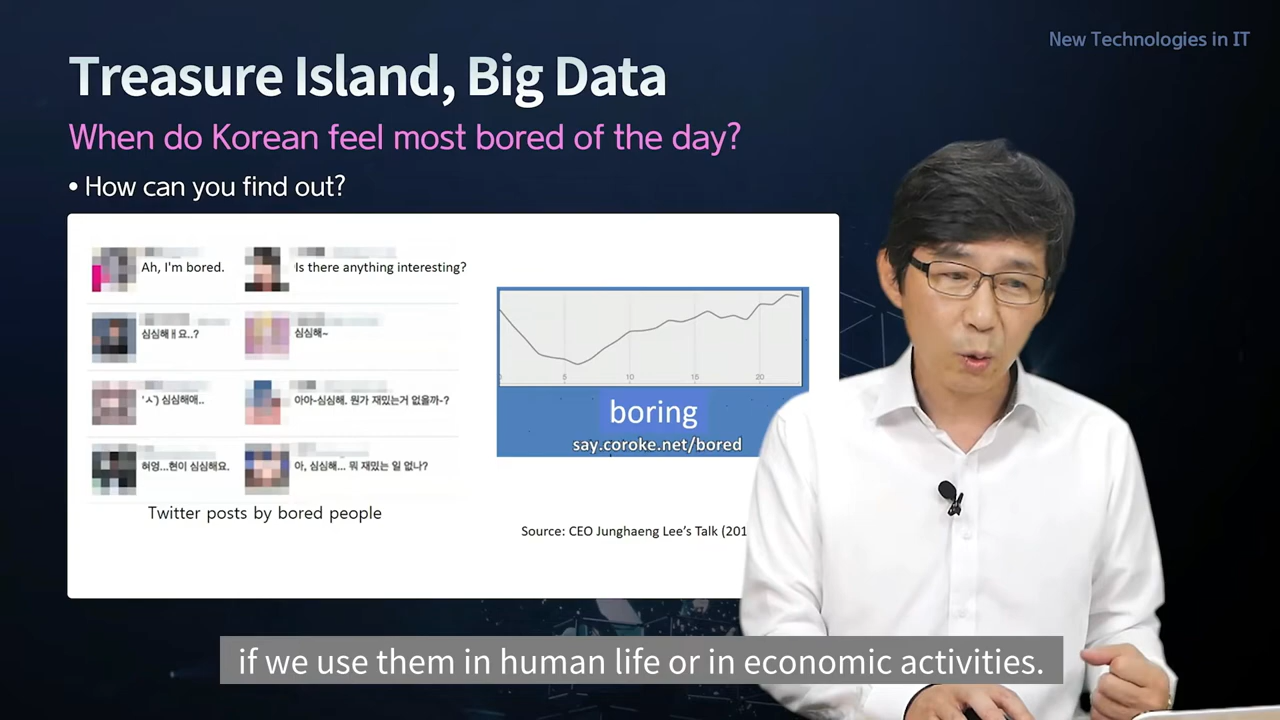 New Technologies in IT
Treasure Island, Big Data
When do Korean feel most bored of the day?
• How can you find out?
Ah, I'm bored.
Is there anything interesting?
심심해ㅐ요..?
심심해~
'ㅅ') 심심해애..
아아-심심해. 뭔가 재밌는거 없을까-?
허엉...현이 심심해요.
아, 심심해... 뭐 재밌는 일 없나?
Twitter posts by bored people
5 10 15 20
boring
say.coroke.net/bored
Source: CEO Junghaeng Lee's Talk (201
if we use them in human life or in economic activities.